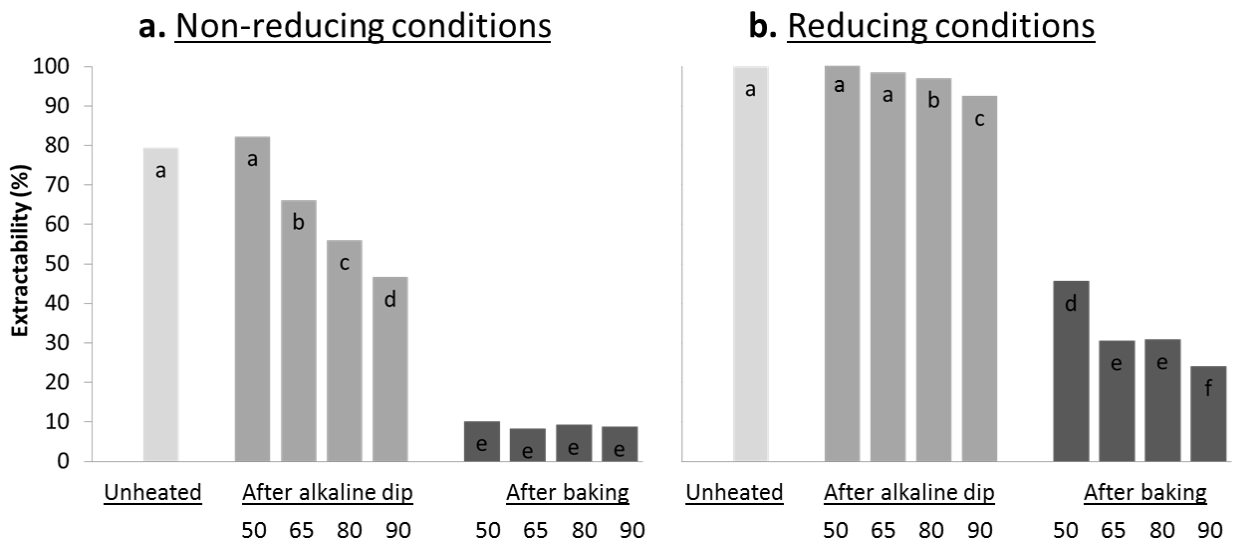 a. Non-reducing conditions
b. Reducing conditions
Extractability (%)
100
90
80
70
60
50
40
30
20
10
0
a
a
b
c
d
e
e
e
e
a
a
a
b
c
d
e
e
f
Unheated After alkaline dip After baking
50 65 80 90 50 65 80 90
Unheated After alkaline dip After baking
50 65 80 90 50 65 80 90